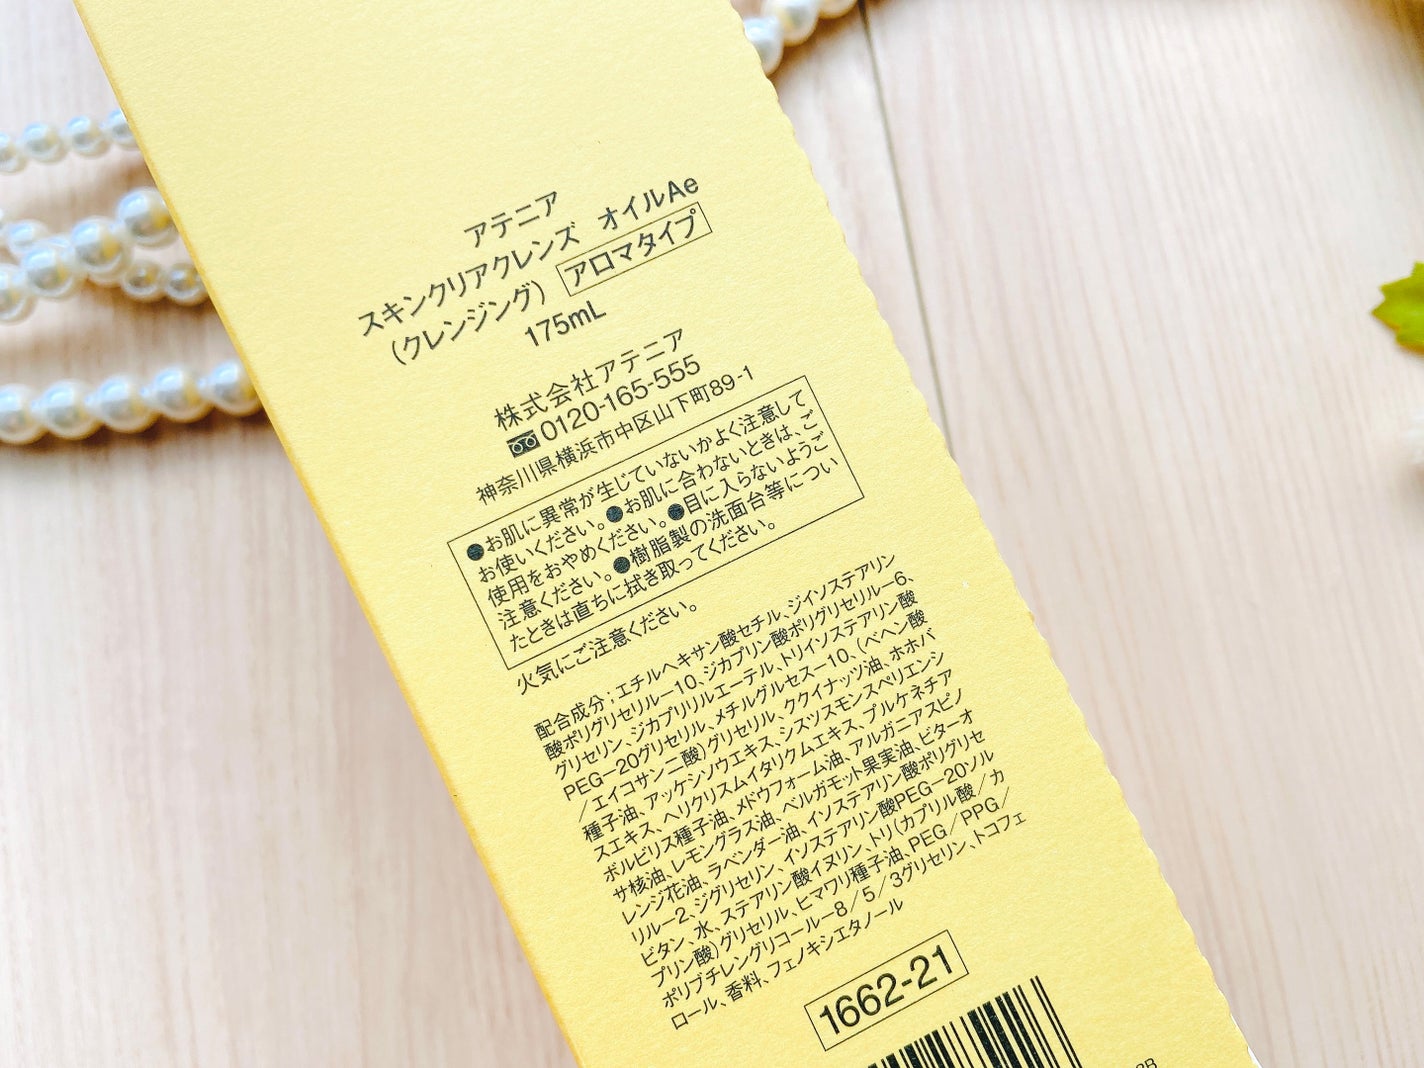 アテニア
スキンクリアクレンズ オイルAe
(クレンジング) アロマタイプ
175mL
株式会社アテニア
0120-165-555
神奈川県横浜市中区山下町89-1
●お肌に異常が生じていないかよく注意して
お使いください。●お肌に合わないときは、ご
使用をおやめください。●目に入らないようご
注意ください。●樹脂製の洗面台等につい
たときは直ちに拭き取ってください。
火気にご注意ください。
配合成分;エチルヘキサン酸セチル、ジイソステアリン
酸ポリグリセリル-10、ジカプリン酸ポリグリセリル-6、
グリセリン、ジカプリリルエーテル、トリイソステアリン酸
PEG-20グリセリル、メチルグルセス-10、(ベヘン酸
/エイコサン二酸)グリセリル、ククイナッツ油、ホホバ
種子油、アッケシソウエキス、シスツスモンスペリエンシ
スエキス、ヘリクリスムイタリクムエキス、プルケネチア
ボルビリス種子油、メドウフォーム油、アルガニアスピノ
サ核油、レモングラス油、ベルガモット果実油、ビターオ
レンジ花油、ラベンダー油、イソステアリン酸ポリグリセ
リル-2、ジグリセリン、イソステアリン酸PEG-20ソル
ビタン、水、ステアリン酸イヌリン、トリ(カプリル酸/カ
プリン酸)グリセリル、ヒマワリ種子油、PEG/PPG/
ポリブチレングリコール-8/5/3グリセリン、トコフェ
ロール、香料、フェノキシエタノール
1662-21